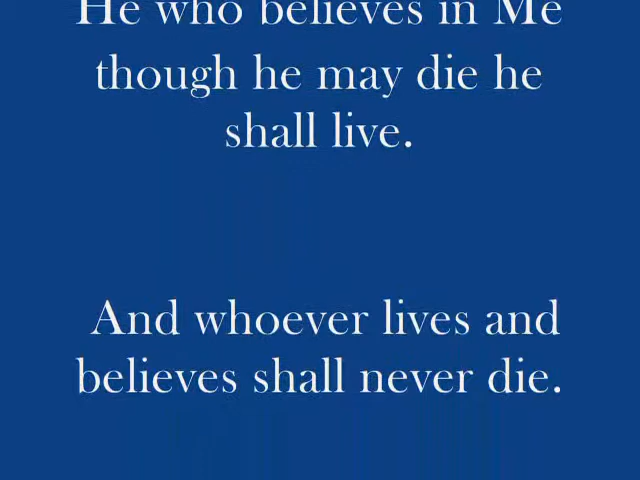 He who believes in Me
though he may die he
shall live.
And whoever lives and
believes shall never die.